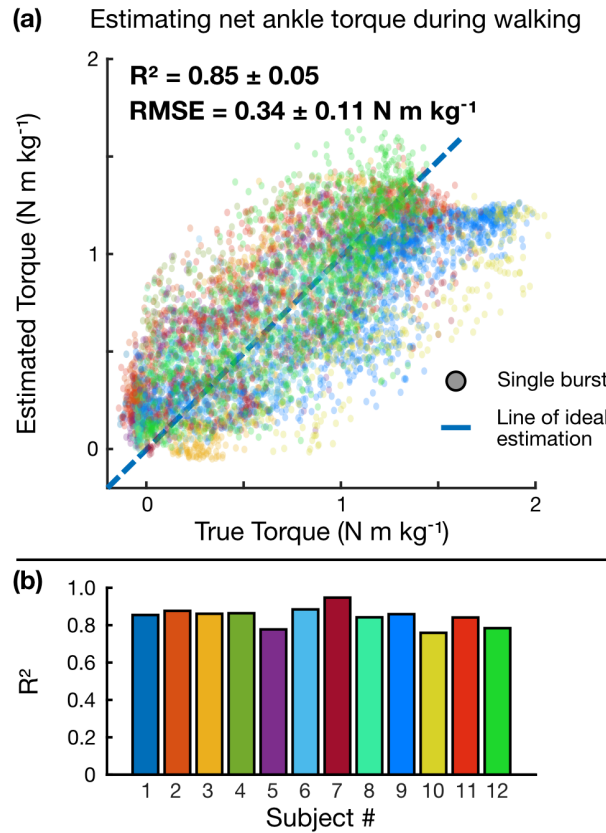 (a) Estimating net ankle torque during walking
R² = 0.85 ± 0.05
RMSE = 0.34 ± 0.11 N m kg⁻¹
Estimated Torque (N m kg⁻¹)
2
1
0
Single burst
Line of ideal
estimation
0 1 2
True Torque (N m kg⁻¹)
(b)
R²
1.0
0.8
0.6
0.4
0.2
0
1 2 3 4 5 6 7 8 9 10 11 12
Subject #